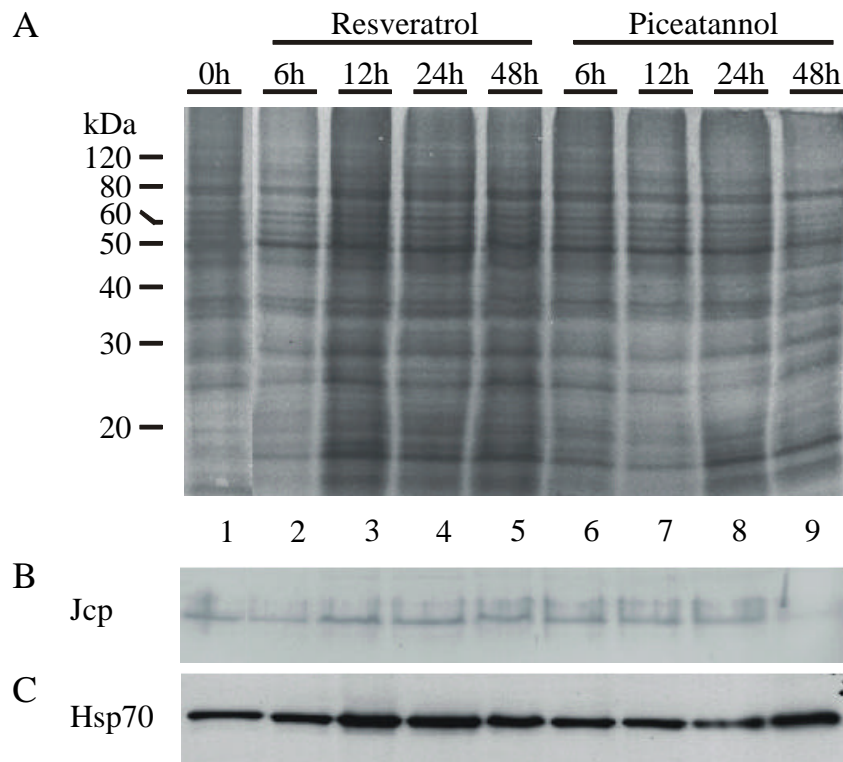 A
Resveratrol Piceatannol
0h 6h 12h 24h 48h 6h 12h 24h 48h
kDa
120
80
60
50
40
30
20
1 2 3 4 5 6 7 8 9
B
Jcp
C
Hsp70